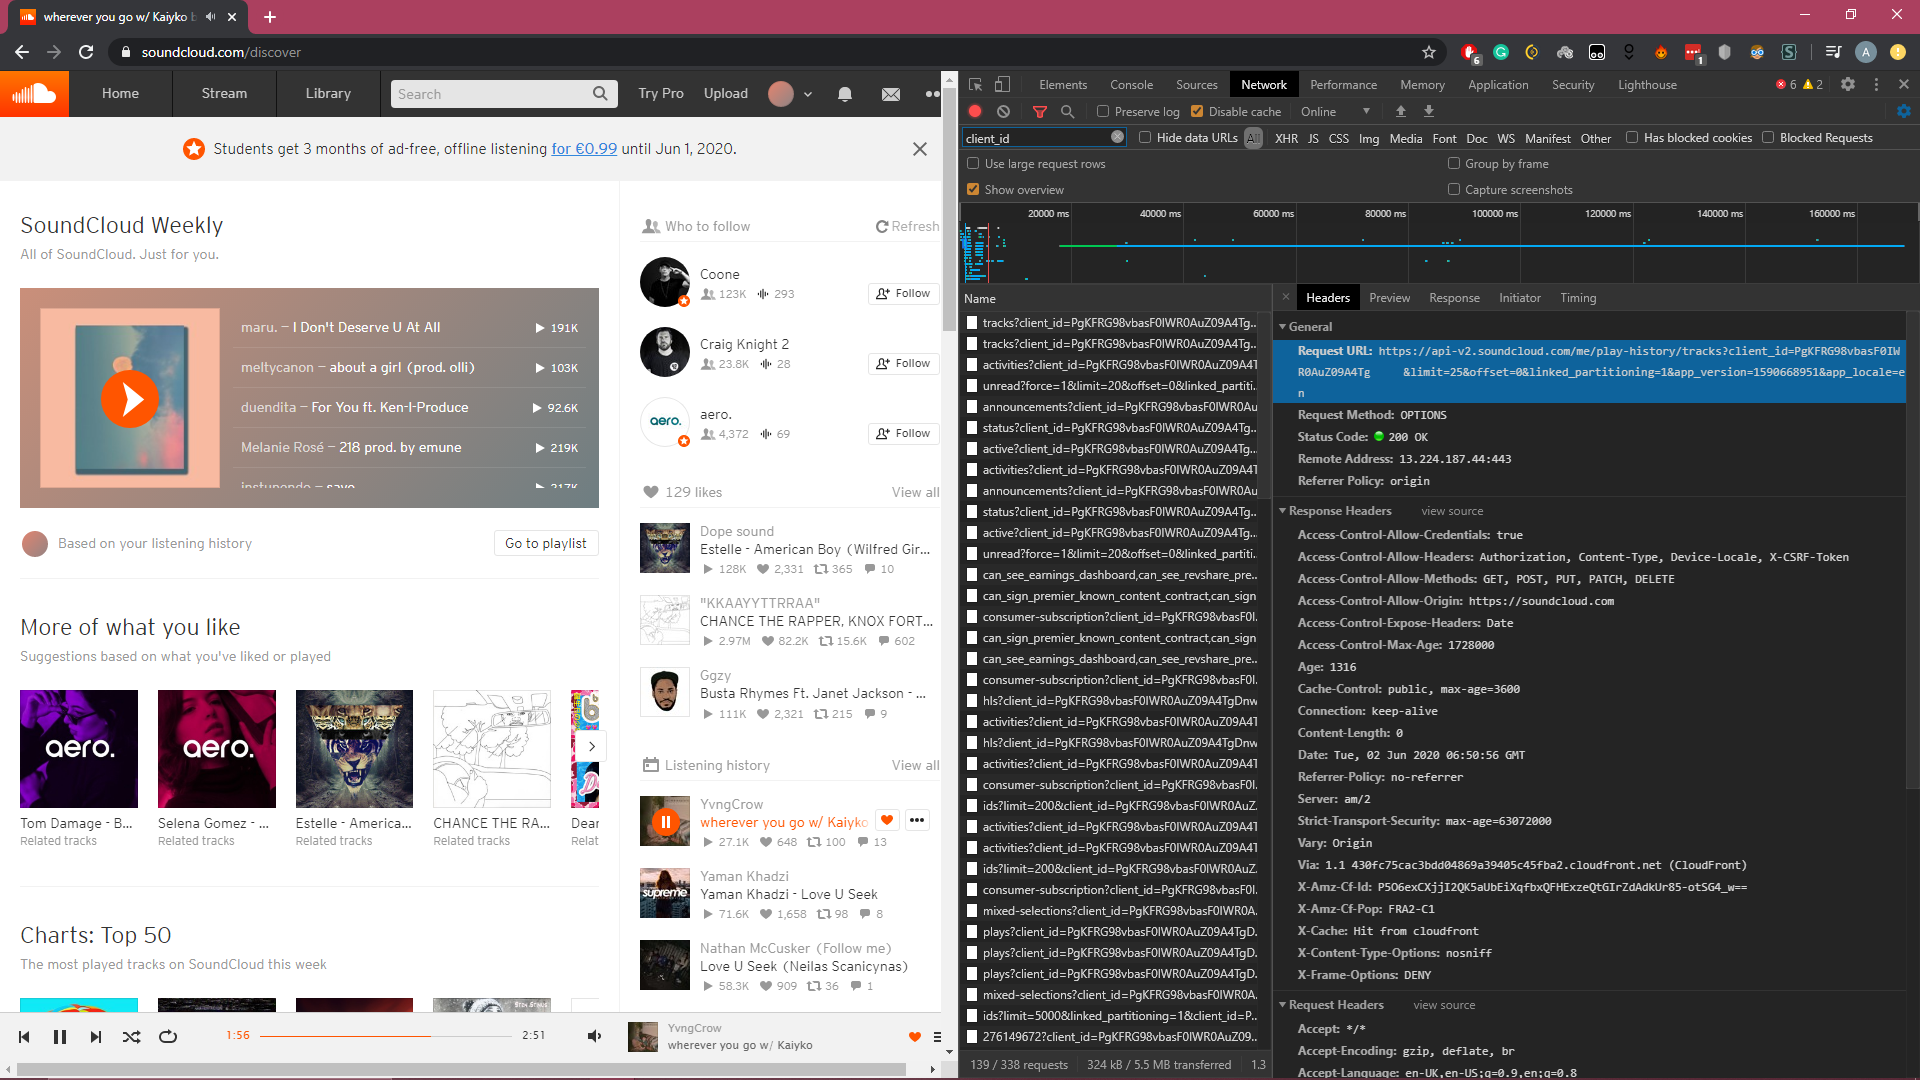 wherever you go w/ Kaiyko b
soundcloud.com/discover
6
1
A
Home
Stream
Library
Search
Try Pro
Upload
Students get 3 months of ad-free, offline listening for €0.99 until Jun 1, 2020.
SoundCloud Weekly
All of SoundCloud. Just for you.
maru. – I Don't Deserve U At All
191K
meltycanon – about a girl (prod. olli)
103K
duendita – For You ft. Ken-I-Produce
92.6K
Melanie Rosé – 218 prod. by emune
219K
instupendo – save
217K
Based on your listening history
Go to playlist
More of what you like
Suggestions based on what you've liked or played
aero.
aero.
Tom Damage - B...
Related tracks
Selena Gomez - ...
Related tracks
Estelle - America...
Related tracks
CHANCE THE RA...
Related tracks
Dear
Relat
Charts: Top 50
The most played tracks on SoundCloud this week
Who to follow
Refresh
Coone
123K 293
Follow
Craig Knight 2
23.8K 28
Follow
aero.
aero.
4,372 69
Follow
129 likes
View all
Dope sound
Estelle - American Boy (Wilfred Gir...
128K 2,331 365 10
"KKAAYYTTRRAA"
CHANCE THE RAPPER, KNOX FORT...
2.97M 82.2K 15.6K 602
Ggzy
Busta Rhymes Ft. Janet Jackson - ...
111K 2,321 215 9
Listening history
View all
YvngCrow
wherever you go w/ Kaiyko
27.1K 648 100 13
supreme
Yaman Khadzi
Yaman Khadzi - Love U Seek
71.6K 1,658 98 8
Nathan McCusker (Follow me)
Love U Seek (Neilas Scanicynas)
58.3K 909 36 1
1:56
2:51
YvngCrow
wherever you go w/ Kaiyko
Elements
Console
Sources
Network
Performance
Memory
Application
Security
Lighthouse
6
2
Preserve log
Disable cache
Online
client_id
Hide data URLs
All
XHR
JS
CSS
Img
Media
Font
Doc
WS
Manifest
Other
Has blocked cookies
Blocked Requests
Use large request rows
Group by frame
Show overview
Capture screenshots
20000 ms
40000 ms
60000 ms
80000 ms
100000 ms
120000 ms
140000 ms
160000 ms
Name
tracks?client_id=PgKFRG98vbasF0IWR0AuZ09A4Tg...
tracks?client_id=PgKFRG98vbasF0IWR0AuZ09A4Tg...
activities?client_id=PgKFRG98vbasF0IWR0AuZ09A4T
unread?force=1&limit=20&offset=0&linked_partiti...
announcements?client_id=PgKFRG98vbasF0IWR0Au
status?client_id=PgKFRG98vbasF0IWR0AuZ09A4Tg...
active?client_id=PgKFRG98vbasF0IWR0AuZ09A4Tg...
activities?client_id=PgKFRG98vbasF0IWR0AuZ09A4T
announcements?client_id=PgKFRG98vbasF0IWR0Au
status?client_id=PgKFRG98vbasF0IWR0AuZ09A4Tg...
active?client_id=PgKFRG98vbasF0IWR0AuZ09A4Tg...
unread?force=1&limit=20&offset=0&linked_partiti...
can_see_earnings_dashboard,can_see_revshare_pre...
can_sign_premier_known_content_contract,can_sign
consumer-subscription?client_id=PgKFRG98vbasF0I...
can_sign_premier_known_content_contract,can_sign
can_see_earnings_dashboard,can_see_revshare_pre...
consumer-subscription?client_id=PgKFRG98vbasF0I...
hls?client_id=PgKFRG98vbasF0IWR0AuZ09A4TgDnw
activities?client_id=PgKFRG98vbasF0IWR0AuZ09A4T
hls?client_id=PgKFRG98vbasF0IWR0AuZ09A4TgDnw
activities?client_id=PgKFRG98vbasF0IWR0AuZ09A4T
consumer-subscription?client_id=PgKFRG98vbasF0I...
ids?limit=200&client_id=PgKFRG98vbasF0IWR0AuZ...
activities?client_id=PgKFRG98vbasF0IWR0AuZ09A4T
activities?client_id=PgKFRG98vbasF0IWR0AuZ09A4T
ids?limit=200&client_id=PgKFRG98vbasF0IWR0AuZ...
consumer-subscription?client_id=PgKFRG98vbasF0I...
mixed-selections?client_id=PgKFRG98vbasF0IWR0A...
plays?client_id=PgKFRG98vbasF0IWR0AuZ09A4TgD...
plays?client_id=PgKFRG98vbasF0IWR0AuZ09A4TgD...
plays?client_id=PgKFRG98vbasF0IWR0AuZ09A4TgD...
mixed-selections?client_id=PgKFRG98vbasF0IWR0A...
ids?limit=5000&linked_partitioning=1&client_id=P...
276149672?client_id=PgKFRG98vbasF0IWR0AuZ09...
139 / 338 requests
324 kB / 5.5 MB transferred
1.3
Headers
Preview
Response
Initiator
Timing
General
Request URL: https://api-v2.soundcloud.com/me/play-history/tracks?client_id=PgKFRG98vbasF0IW
R0AuZ09A4Tg &limit=25&offset=0&linked_partitioning=1&app_version=1590668951&app_locale=e
n
Request Method: OPTIONS
Status Code: 200 OK
Remote Address: 13.224.187.44:443
Referrer Policy: origin
Response Headers
view source
Access-Control-Allow-Credentials: true
Access-Control-Allow-Headers: Authorization, Content-Type, Device-Locale, X-CSRF-Token
Access-Control-Allow-Methods: GET, POST, PUT, PATCH, DELETE
Access-Control-Allow-Origin: https://soundcloud.com
Access-Control-Expose-Headers: Date
Access-Control-Max-Age: 1728000
Age: 1316
Cache-Control: public, max-age=3600
Connection: keep-alive
Content-Length: 0
Date: Tue, 02 Jun 2020 06:50:56 GMT
Referrer-Policy: no-referrer
Server: am/2
Strict-Transport-Security: max-age=63072000
Vary: Origin
Via: 1.1 430fc75cac3bdd04869a39405c45fba2.cloudfront.net (CloudFront)
X-Amz-Cf-Id: P5O6exCXjjI2QK5aUbEiXqfbxQFHExzeQtGIrZdAdkUr85-otSG4_w==
X-Amz-Cf-Pop: FRA2-C1
X-Cache: Hit from cloudfront
X-Content-Type-Options: nosniff
X-Frame-Options: DENY
Request Headers
view source
Accept: */*
Accept-Encoding: gzip, deflate, br
Accept-Language: en-UK,en-US;q=0.9,en;q=0.8